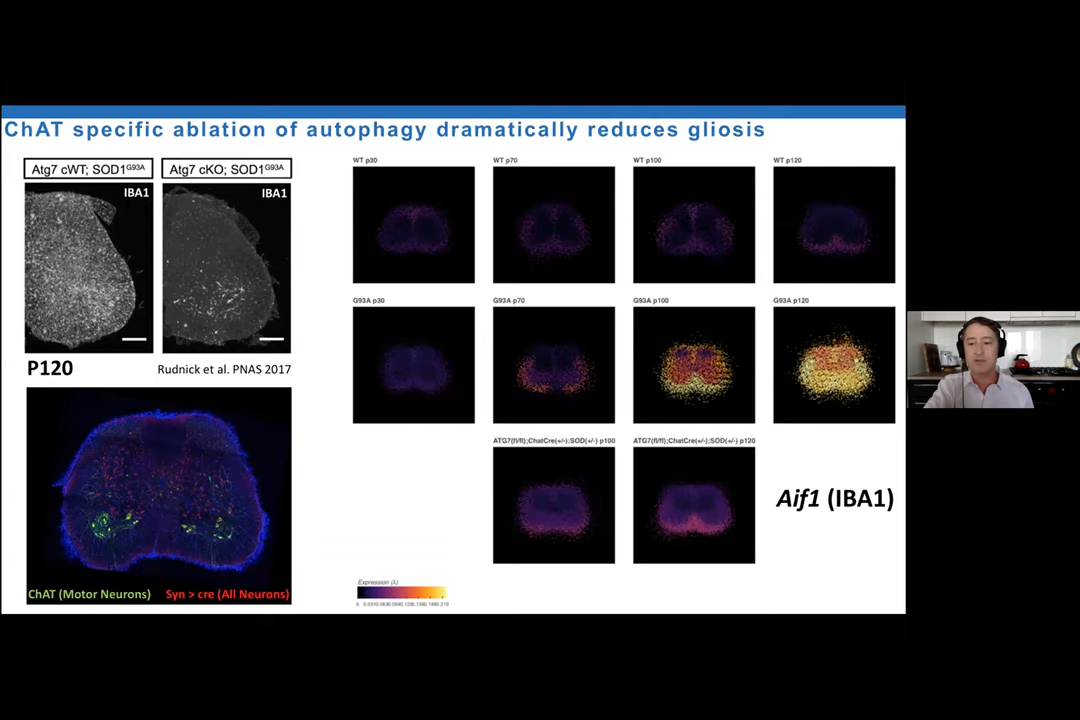 ChAT specific ablation of autophagy dramatically reduces gliosis
Atg7 cWT; SOD1G93A
Atg7 cKO; SOD1G93A
IBA1
IBA1
P120
Rudnick et al. PNAS 2017
ChAT (Motor Neurons)
Syn > cre (All Neurons)
WT p30
WT p70
WT p100
WT p120
G93A p30
G93A p70
G93A p100
G93A p120
ATG7(fl/fl);ChatCre(+/-);SOD(+/-) p100
ATG7(fl/fl);ChatCre(+/-);SOD(+/-) p120
Aif1 (IBA1)
Expression (λ)